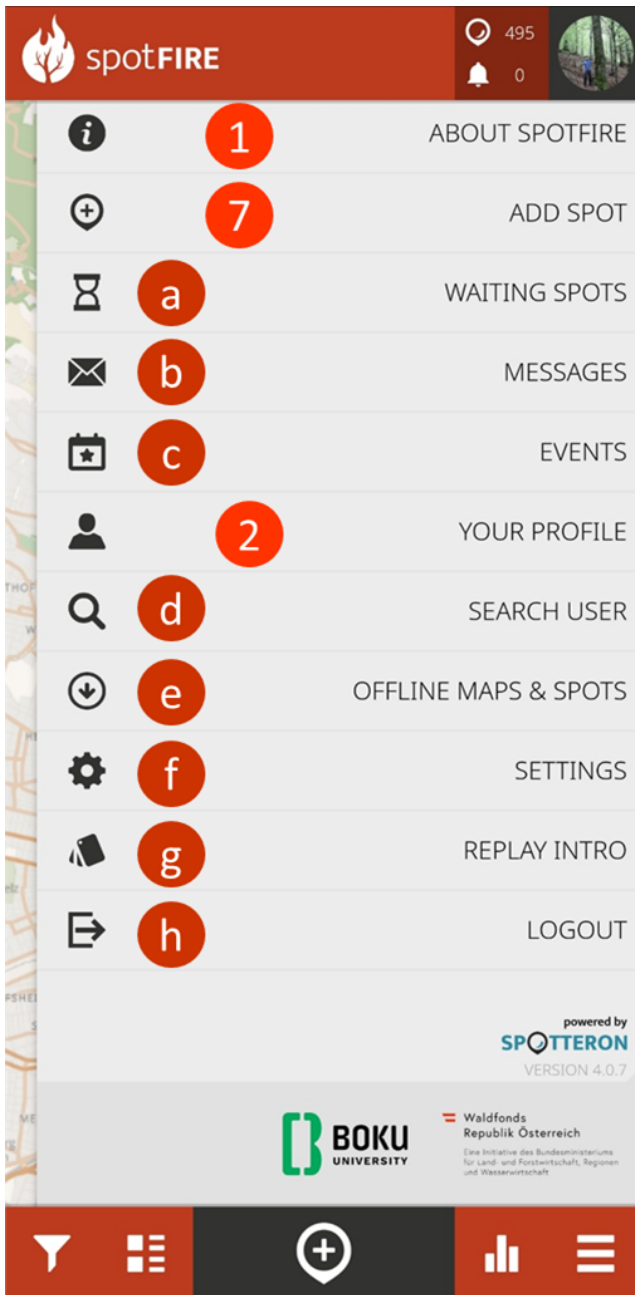 spotFIRE
495
0
1 ABOUT SPOTFIRE
7 ADD SPOT
a WAITING SPOTS
b MESSAGES
c EVENTS
2 YOUR PROFILE
d SEARCH USER
e OFFLINE MAPS & SPOTS
f SETTINGS
g REPLAY INTRO
h LOGOUT
powered by
SPOTTERON
VERSION 4.0.7
BOKU
UNIVERSITY
Waldfonds
Republik Österreich
Eine Initiative des Bundesministeriums
für Land- und Forstwirtschaft, Regionen
und Wasserwirtschaft